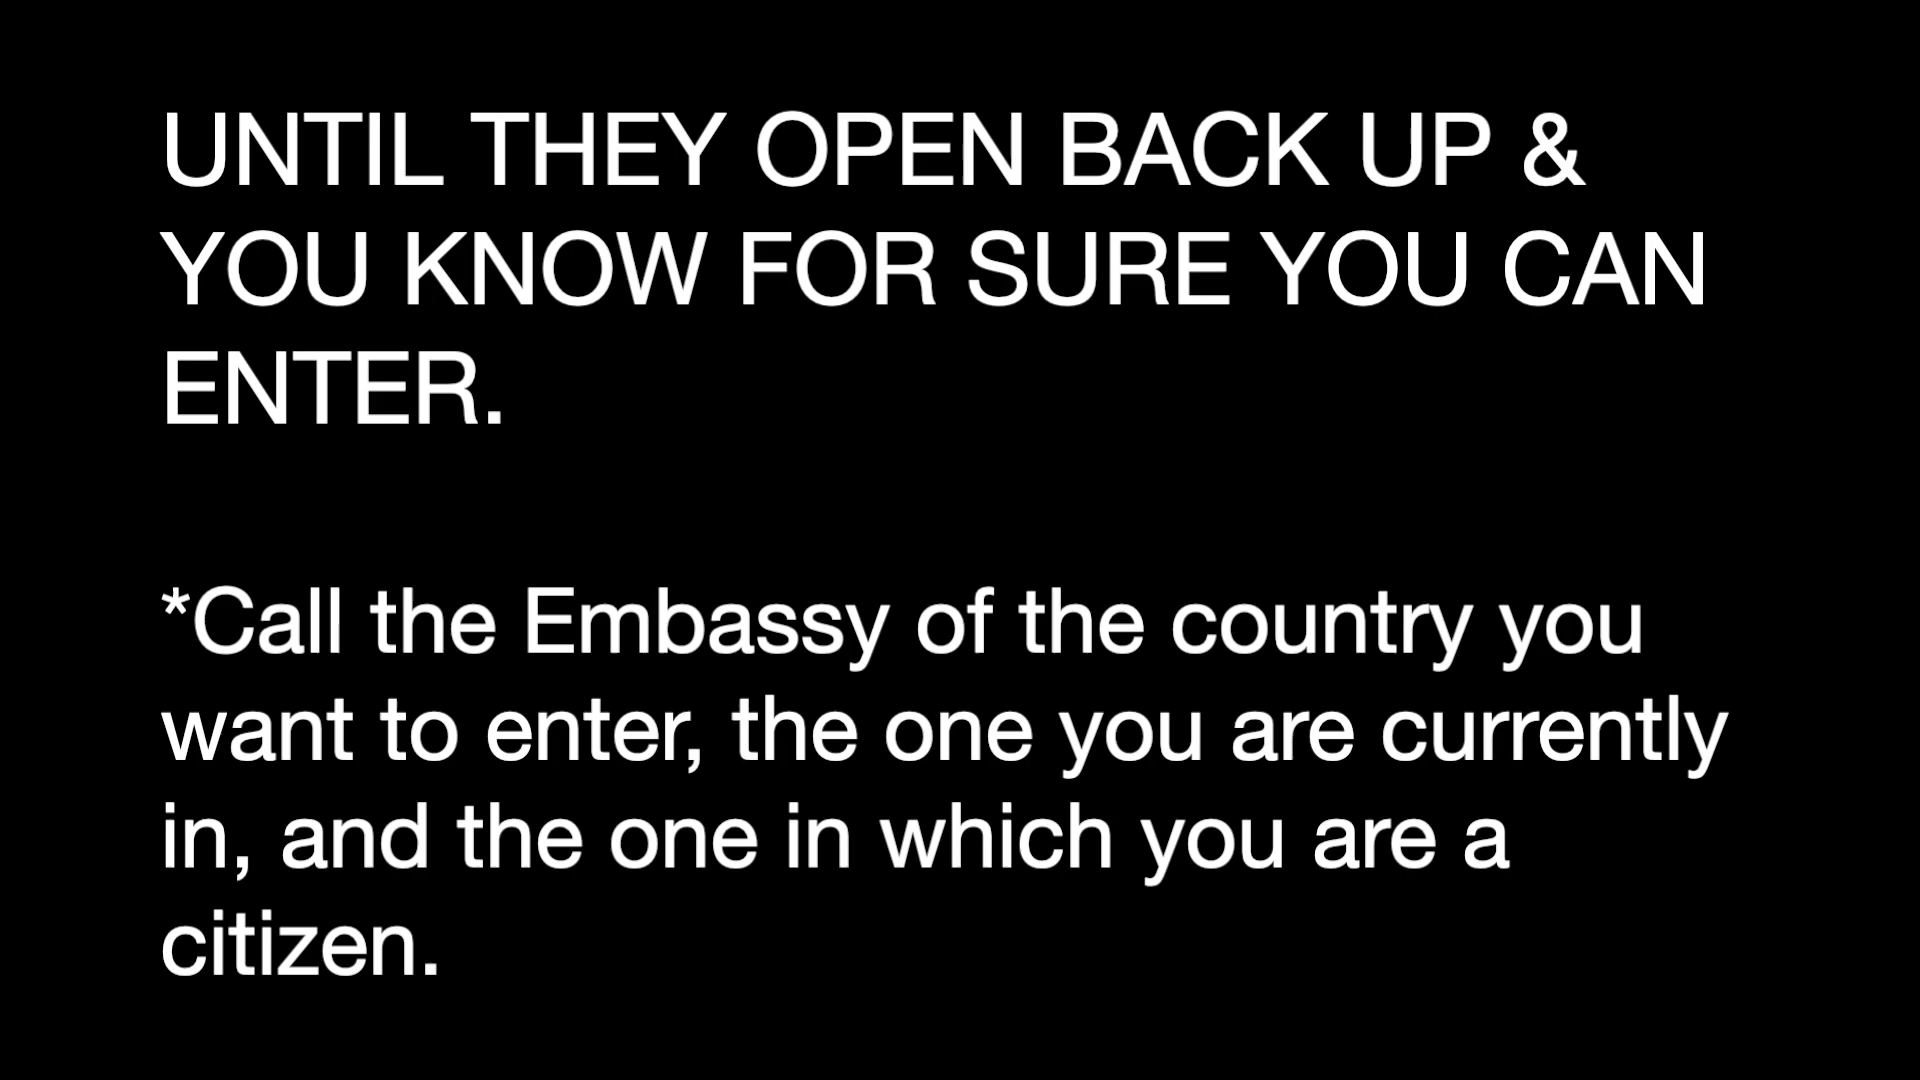 UNTIL THEY OPEN BACK UP &
YOU KNOW FOR SURE YOU CAN
ENTER.
*Call the Embassy of the country you
want to enter, the one you are currently
in, and the one in which you are a
citizen.